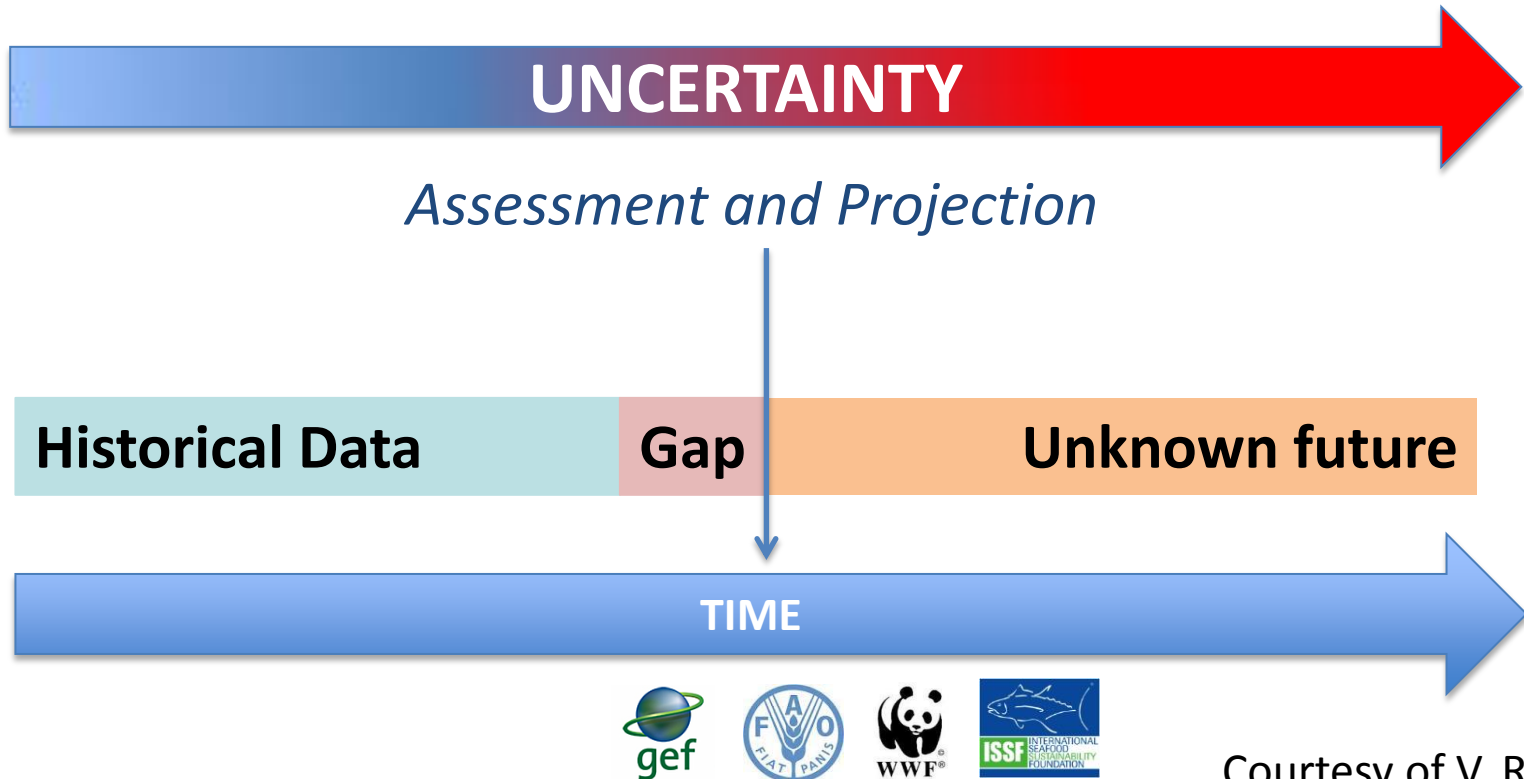 UNCERTAINTY
Assessment and Projection
Historical Data
Gap
Unknown future
TIME
gef
F A O
FIAT PANIS
WWF®
ISSF INTERNATIONAL
SEAFOOD
SUSTAINABILITY
FOUNDATION
Courtesy of V. R